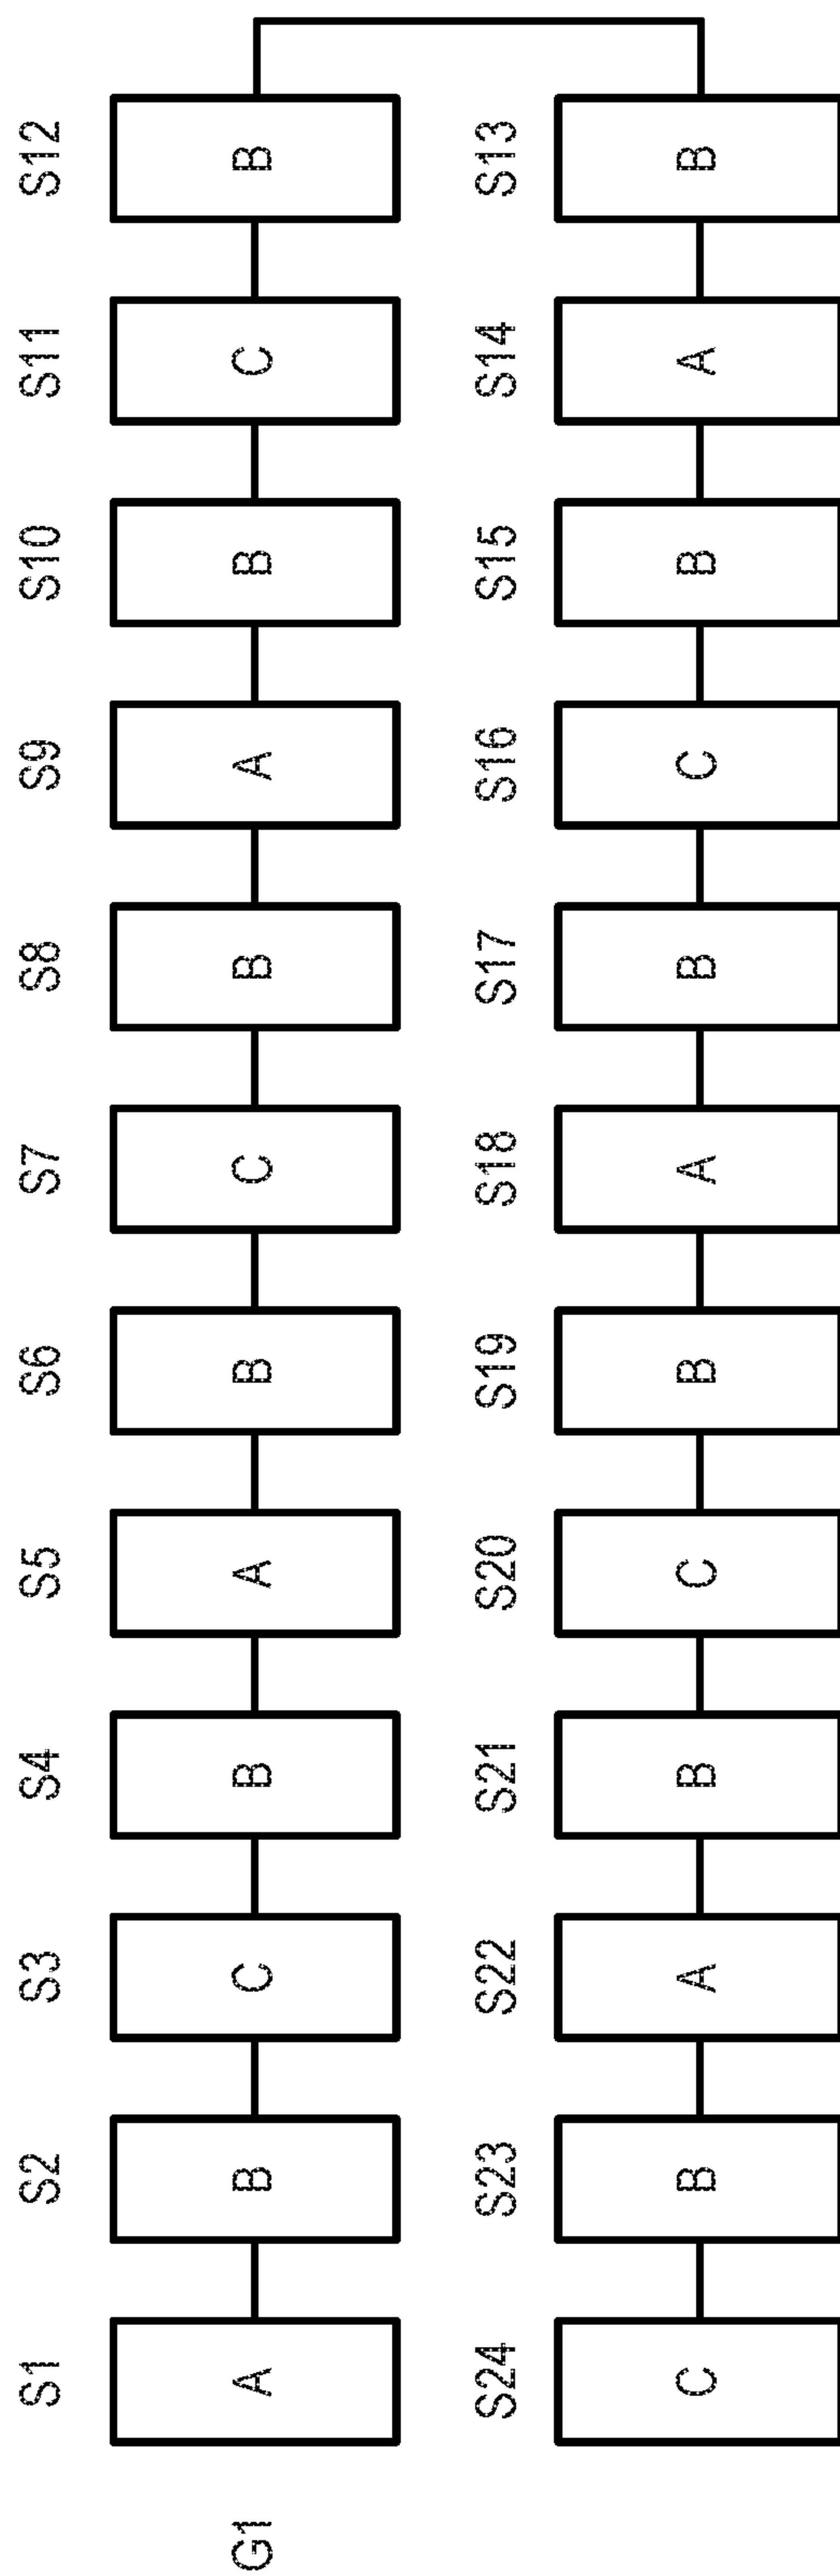 S1 S2 S3 S4 S5 S6 S7 S8 S9 S10 S11 S12
G1 A B C B A B C B A B C B
S24 S23 S22 S21 S20 S19 S18 S17 S16 S15 S14 S13
C B A B C B A B C B A B